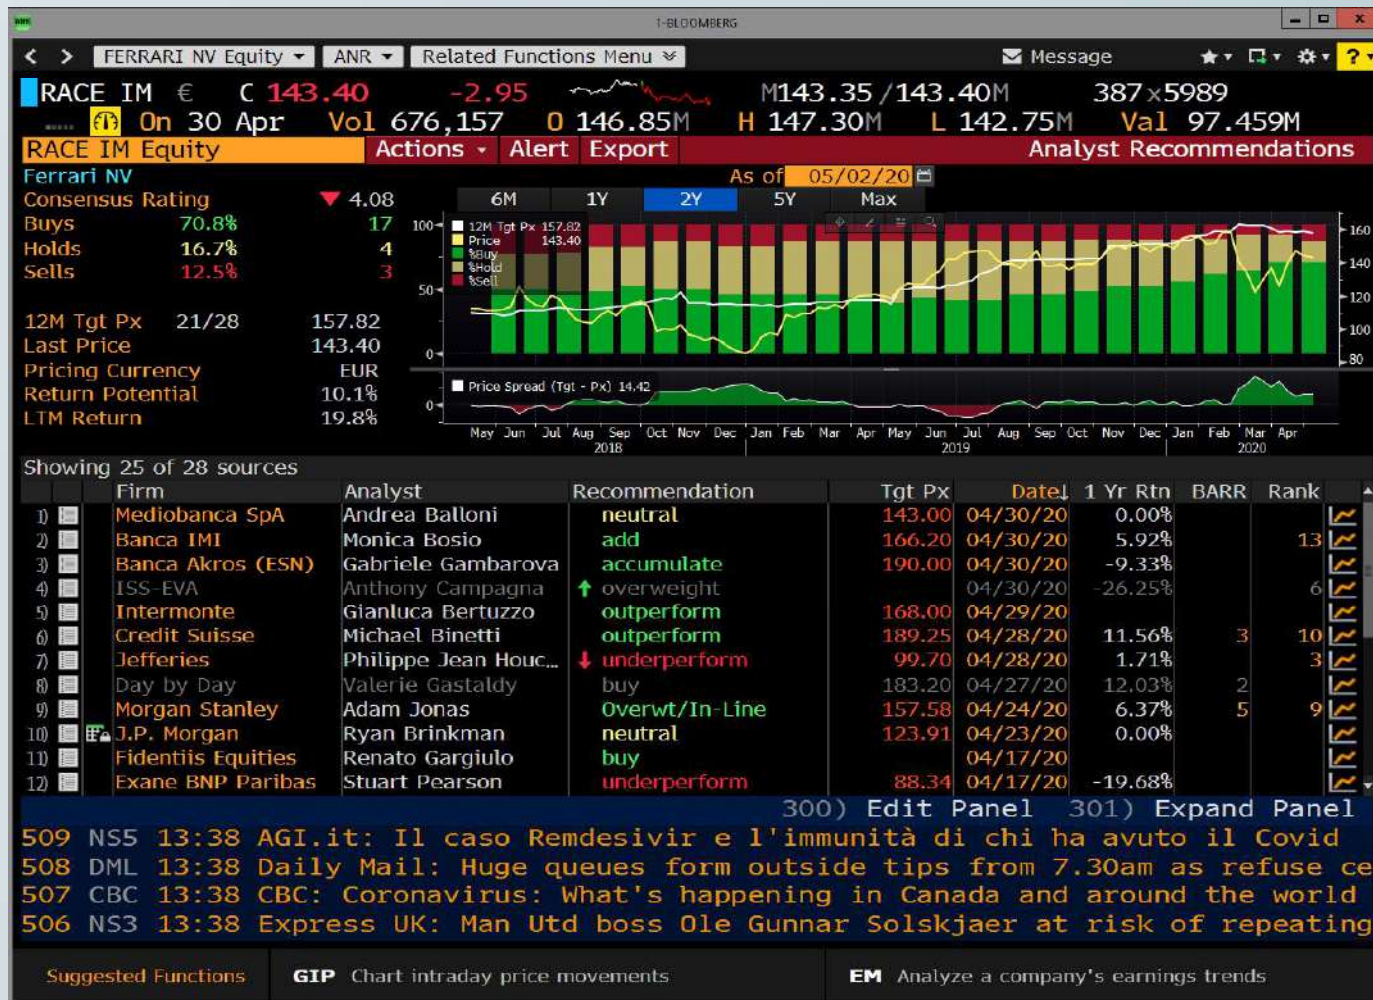 1-BLOOMBERG
< > FERRARI NV Equity ANR Related Functions Menu Message ?
RACE IM € C 143.40 -2.95 M143.35/143.40M 387x5989
On 30 Apr Vol 676,157 O 146.85M H 147.30M L 142.75M Val 97.459M
RACE IM Equity Actions Alert Export Analyst Recommendations
Ferrari NV As of 05/02/20
Consensus Rating 4.08 6M 1Y 2Y 5Y Max
Buys 70.8% 17
Holds 16.7% 4
Sells 12.5% 3
12M Tgt Px 21/28 157.82
Last Price 143.40
Pricing Currency EUR
Return Potential 10.1%
LTM Return 19.8%
12M Tgt Px 157.82
Price 143.40
%Buy
%Hold
%Sell
100
50
0
160
140
120
100
80
Price Spread (Tgt - Px) 14.42
0
May Jun Jul Aug Sep Oct Nov Dec Jan Feb Mar Apr May Jun Jul Aug Sep Oct Nov Dec Jan Feb Mar Apr
2018 2019 2020
Showing 25 of 28 sources
Firm Analyst Recommendation Tgt Px Date↓ 1 Yr Rtn BARR Rank
1) Mediobanca SpA Andrea Balloni neutral 143.00 04/30/20 0.00%
2) Banca IMI Monica Bosio add 166.20 04/30/20 5.92% 13
3) Banca Akros (ESN) Gabriele Gambarova accumulate 190.00 04/30/20 -9.33%
4) ISS-EVA Anthony Campagna overweight 04/30/20 -26.25% 6
5) Intermonte Gianluca Bertuzzo outperform 168.00 04/29/20
6) Credit Suisse Michael Binetti outperform 189.25 04/28/20 11.56% 3 10
7) Jefferies Philippe Jean Houc... underperform 99.70 04/28/20 1.71% 3
8) Day by Day Valerie Gastaldy buy 183.20 04/27/20 12.03% 2
9) Morgan Stanley Adam Jonas Overwt/In-Line 157.58 04/24/20 6.37% 5 9
10) J.P. Morgan Ryan Brinkman neutral 123.91 04/23/20 0.00%
11) Fidentiis Equities Renato Gargiulo buy 04/17/20
12) Exane BNP Paribas Stuart Pearson underperform 88.34 04/17/20 -19.68%
300) Edit Panel 301) Expand Panel
509 NS5 13:38 AGI.it: Il caso Remdesivir e l'immunità di chi ha avuto il Covid
508 DML 13:38 Daily Mail: Huge queues form outside tips from 7.30am as refuse ce
507 CBC 13:38 CBC: Coronavirus: What's happening in Canada and around the world
506 NS3 13:38 Express UK: Man Utd boss Ole Gunnar Solskjaer at risk of repeating
Suggested Functions GIP Chart intraday price movements EM Analyze a company's earnings trends